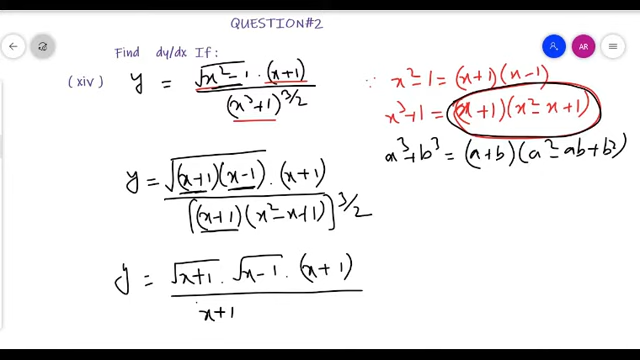 QUESTION#2
Find dy/dx If:
(xiv) y = √(x²-1) · (x+1) / (x³+1)^3/2
∵ x²-1 = (x+1)(x-1)
x³+1 = (x+1)(x²-x+1)
a³+b³ = (a+b)(a²-ab+b²)
y = √((x+1)(x-1)) · (x+1) / [(x+1)(x²-x+1)]^3/2
y = √x+1 · √x-1 · (x+1) / x+1
AR